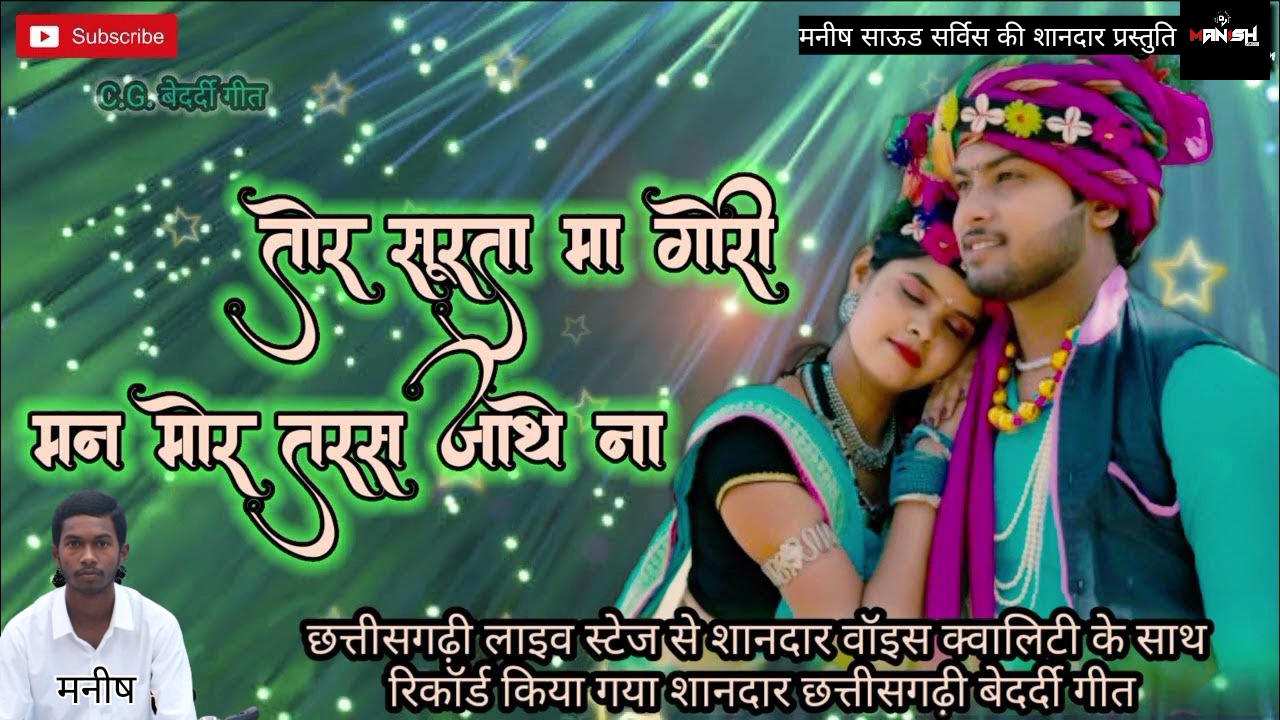 Subscribe
मनीष साऊड सर्विस की शानदार प्रस्तुति
MANISH
C.G. बेदर्दी गीत
तोर सूरता मा गोरी
मन मोर तरस जाथे ना
मनीष
छत्तीसगढ़ी लाइव स्टेज से शानदार वॉइस क्वालिटी के साथ
रिकॉर्ड किया गया शानदार छत्तीसगढ़ी बेदर्दी गीत